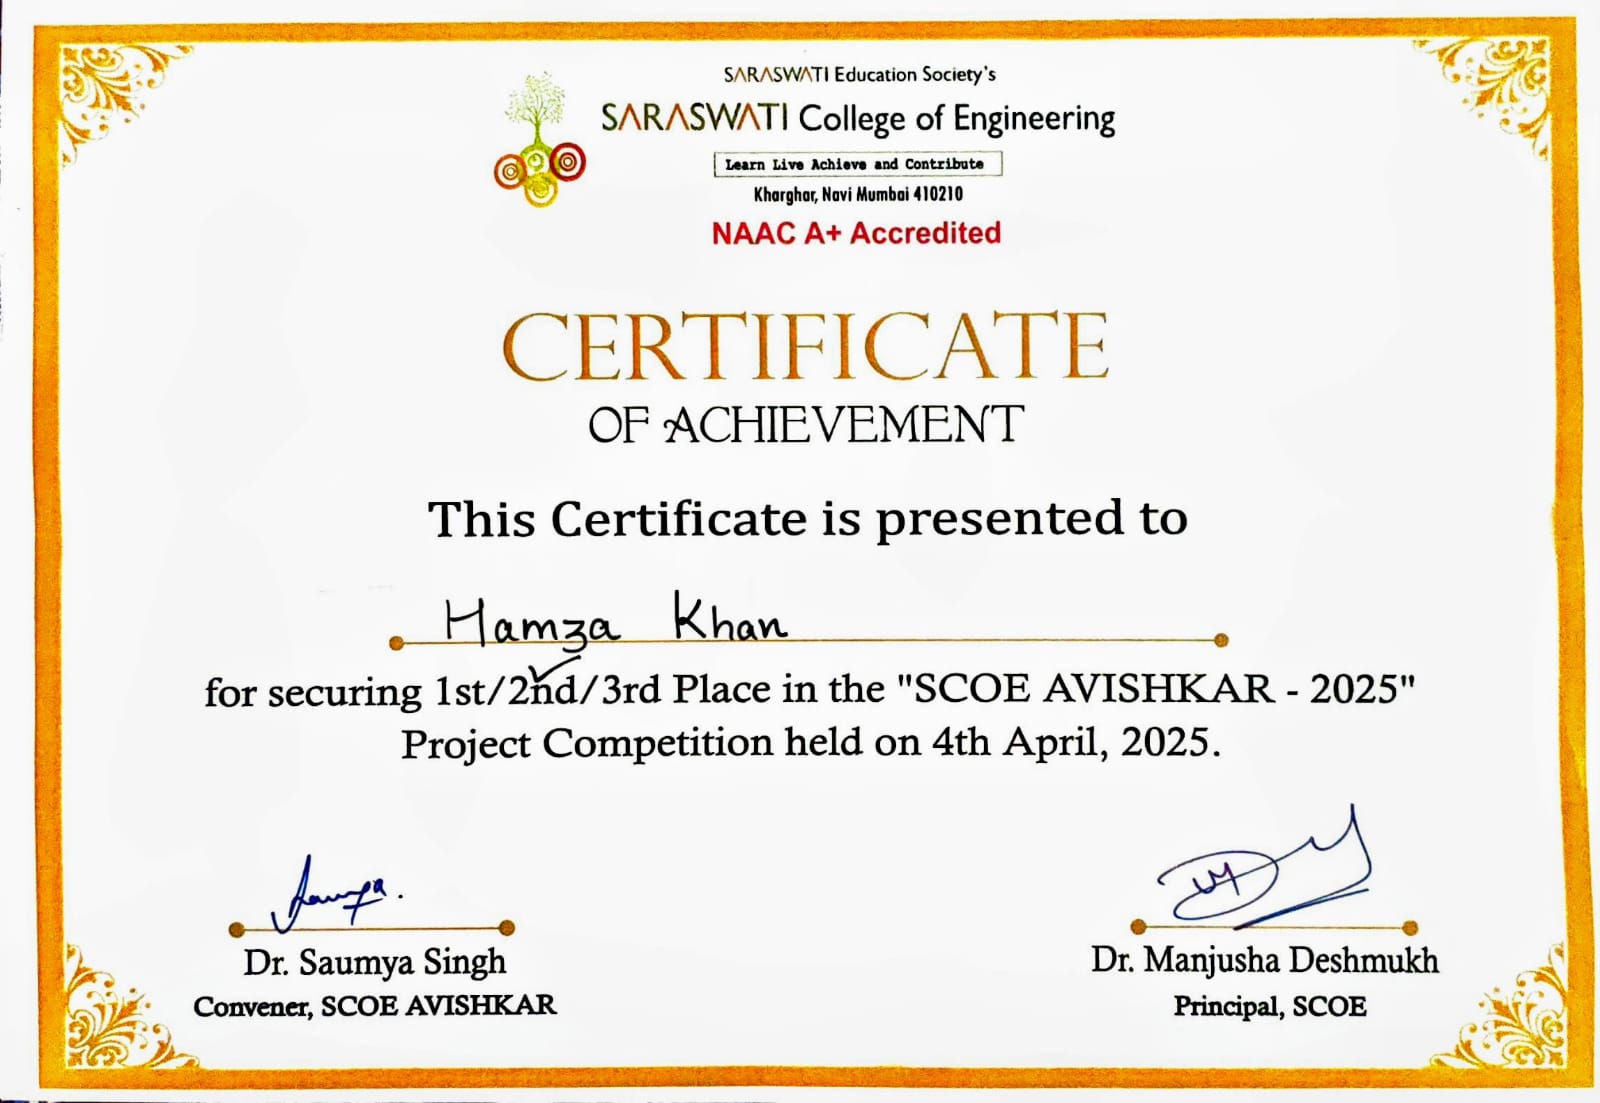 SARASWATI Education Society's
SARASWATI College of Engineering
Learn Live Achieve and Contribute
Kharghar, Navi Mumbai 410210
NAAC A+ Accredited
CERTIFICATE
OF ACHIEVEMENT
This Certificate is presented to
Hamza Khan
for securing 1st/2nd/3rd Place in the "SCOE AVISHKAR - 2025"
Project Competition held on 4th April, 2025.
Saumya.
Dr. Saumya Singh
Convener, SCOE AVISHKAR
Dr. Manjusha Deshmukh
Principal, SCOE